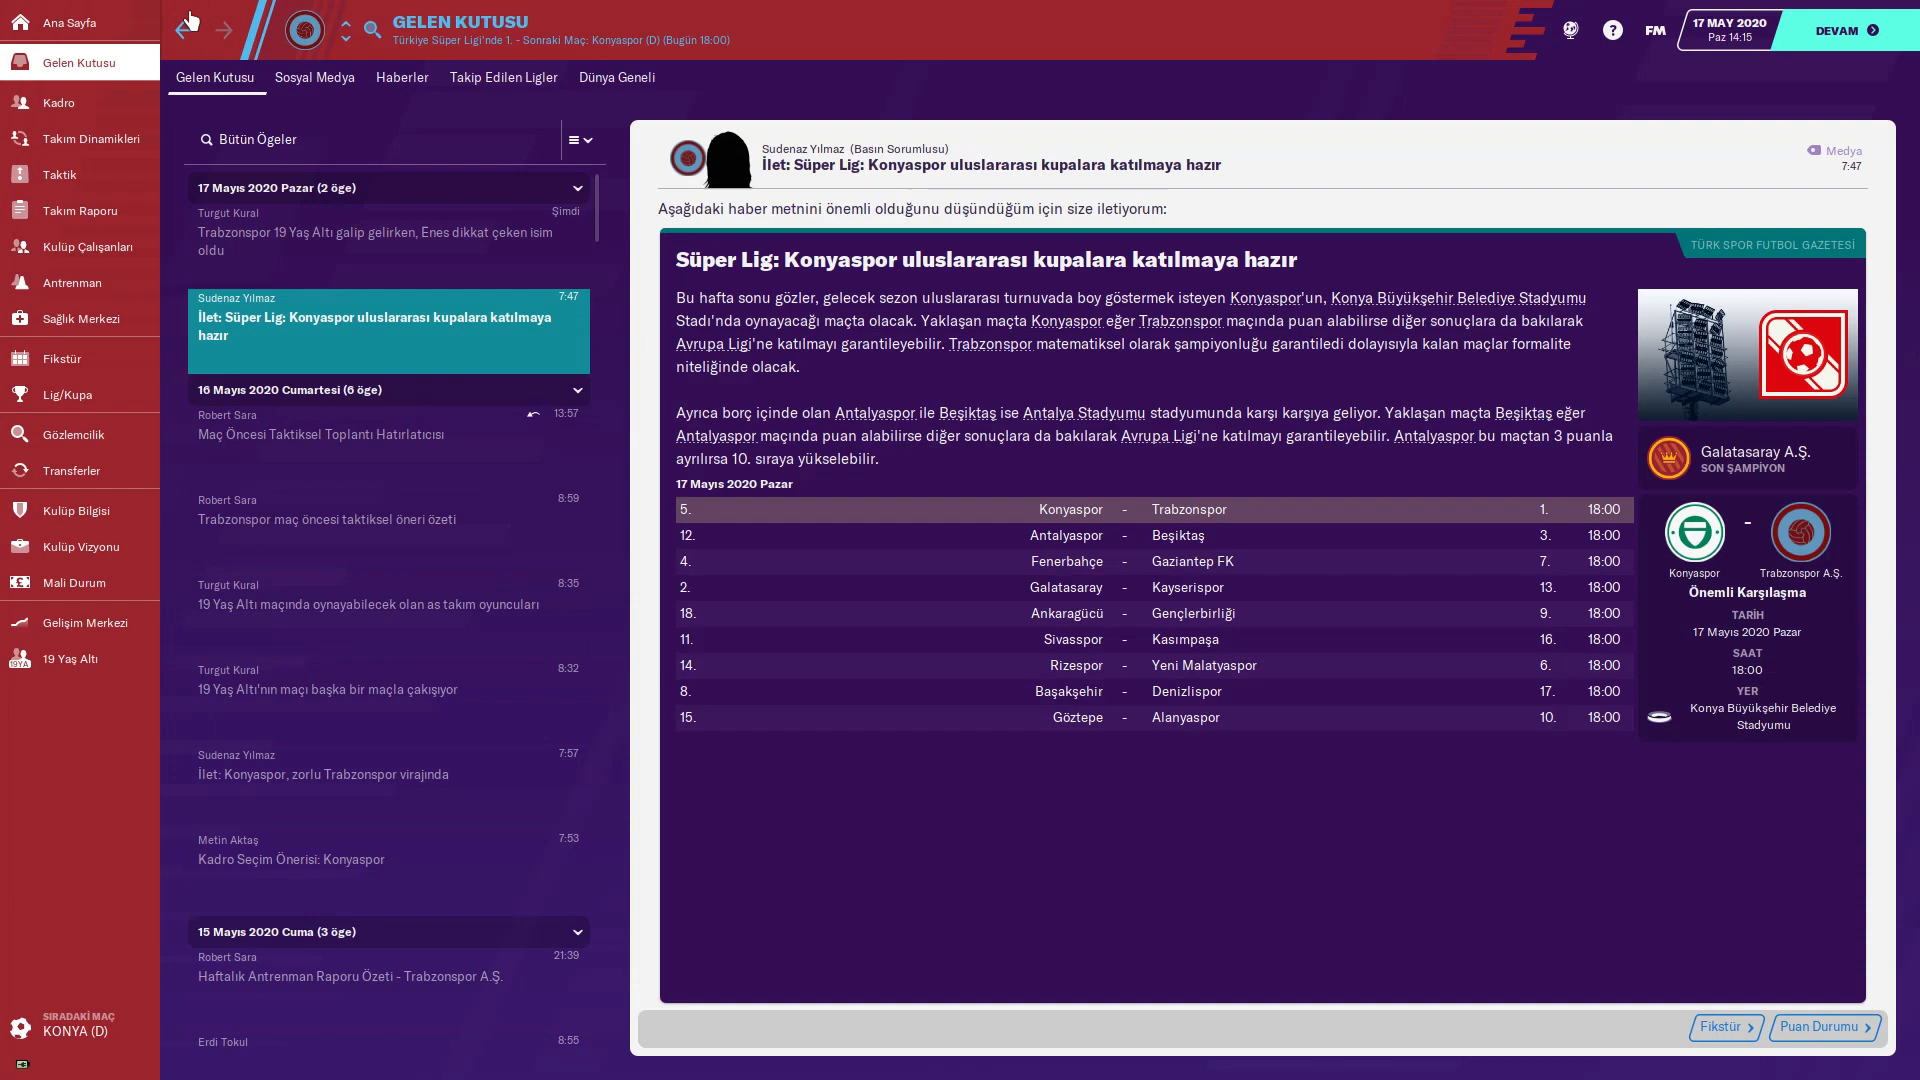 Ana Sayfa
Gelen Kutusu
Kadro
Takım Dinamikleri
Taktik
Takım Raporu
Kulüp Çalışanları
Antrenman
Sağlık Merkezi
Fikstür
Lig/Kupa
Gözlemcilik
Transferler
Kulüp Bilgisi
Kulüp Vizyonu
Mali Durum
Gelişim Merkezi
19YA 19 Yaş Altı
SIRADAKİ MAÇ
KONYA (D)
GELEN KUTUSU
Türkiye Süper Ligi'nde 1. - Sonraki Maç: Konyaspor (D) (Bugün 18:00)
FM
17 MAY 2020
Paz 14:15
DEVAM
Gelen Kutusu Sosyal Medya Haberler Takip Edilen Ligler Dünya Geneli
Bütün Ögeler
17 Mayıs 2020 Pazar (2 öge)
Turgut Kural Şimdi
Trabzonspor 19 Yaş Altı galip gelirken, Enes dikkat çeken isim
oldu
Sudenaz Yılmaz 7:47
İlet: Süper Lig: Konyaspor uluslararası kupalara katılmaya
hazır
16 Mayıs 2020 Cumartesi (6 öge)
Robert Sara 13:57
Maç Öncesi Taktiksel Toplantı Hatırlatıcısı
Robert Sara 8:59
Trabzonspor maç öncesi taktiksel öneri özeti
Turgut Kural 8:35
19 Yaş Altı maçında oynayabilecek olan as takım oyuncuları
Turgut Kural 8:32
19 Yaş Altı'nın maçı başka bir maçla çakışıyor
Sudenaz Yılmaz 7:57
İlet: Konyaspor, zorlu Trabzonspor virajında
Metin Aktaş 7:53
Kadro Seçim Önerisi: Konyaspor
15 Mayıs 2020 Cuma (3 öge)
Robert Sara 21:39
Haftalık Antrenman Raporu Özeti - Trabzonspor A.Ş.
Erdi Tokul 8:55
Sudenaz Yılmaz (Basın Sorumlusu)
İlet: Süper Lig: Konyaspor uluslararası kupalara katılmaya hazır
Medya
7:47
Aşağıdaki haber metnini önemli olduğunu düşündüğüm için size iletiyorum:
TÜRK SPOR FUTBOL GAZETESİ
Süper Lig: Konyaspor uluslararası kupalara katılmaya hazır
Bu hafta sonu gözler, gelecek sezon uluslararası turnuvada boy göstermek isteyen Konyaspor'un, Konya Büyükşehir Belediye Stadyumu
Stadı'nda oynayacağı maçta olacak. Yaklaşan maçta Konyaspor eğer Trabzonspor maçında puan alabilirse diğer sonuçlara da bakılarak
Avrupa Ligi'ne katılmayı garantileyebilir. Trabzonspor matematiksel olarak şampiyonluğu garantiledi dolayısıyla kalan maçlar formalite
niteliğinde olacak.
Ayrıca borç içinde olan Antalyaspor ile Beşiktaş ise Antalya Stadyumu stadyumunda karşı karşıya geliyor. Yaklaşan maçta Beşiktaş eğer
Antalyaspor maçında puan alabilirse diğer sonuçlara da bakılarak Avrupa Ligi'ne katılmayı garantileyebilir. Antalyaspor bu maçtan 3 puanla
ayrılırsa 10. sıraya yükselebilir.
17 Mayıs 2020 Pazar
5. Konyaspor - Trabzonspor 1. 18:00
12. Antalyaspor - Beşiktaş 3. 18:00
4. Fenerbahçe - Gaziantep FK 7. 18:00
2. Galatasaray - Kayserispor 13. 18:00
18. Ankaragücü - Gençlerbirliği 9. 18:00
11. Sivasspor - Kasımpaşa 16. 18:00
14. Rizespor - Yeni Malatyaspor 6. 18:00
8. Başakşehir - Denizlispor 17. 18:00
15. Göztepe - Alanyaspor 10. 18:00
Galatasaray A.Ş.
SON ŞAMPİYON
-
Konyaspor Trabzonspor A.Ş.
Önemli Karşılaşma
TARİH
17 Mayıs 2020 Pazar
SAAT
18:00
YER
Konya Büyükşehir Belediye
Stadyumu
Fikstür
Puan Durumu